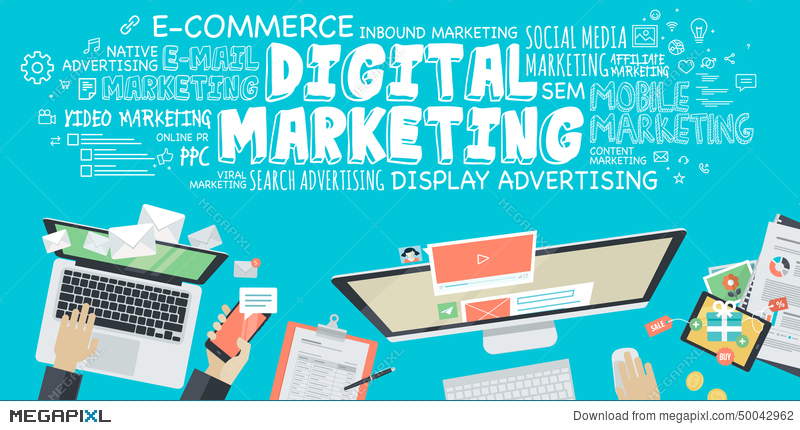 E-COMMERCE
INBOUND MARKETING
SOCIAL MEDIA
MARKETING
NATIVE
ADVERTISING
E-MAIL
MARKETING
DIGITAL
MARKETING
AFFILIATE
MARKETING
SEM
MOBILE
MARKETING
VIDEO MARKETING
ONLINE PR
PPC
CONTENT
MARKETING
VIRAL
MARKETING
SEARCH ADVERTISING
DISPLAY ADVERTISING
SALE
%
BUY
MEGAPIXL
Download from megapixl.com/50042962